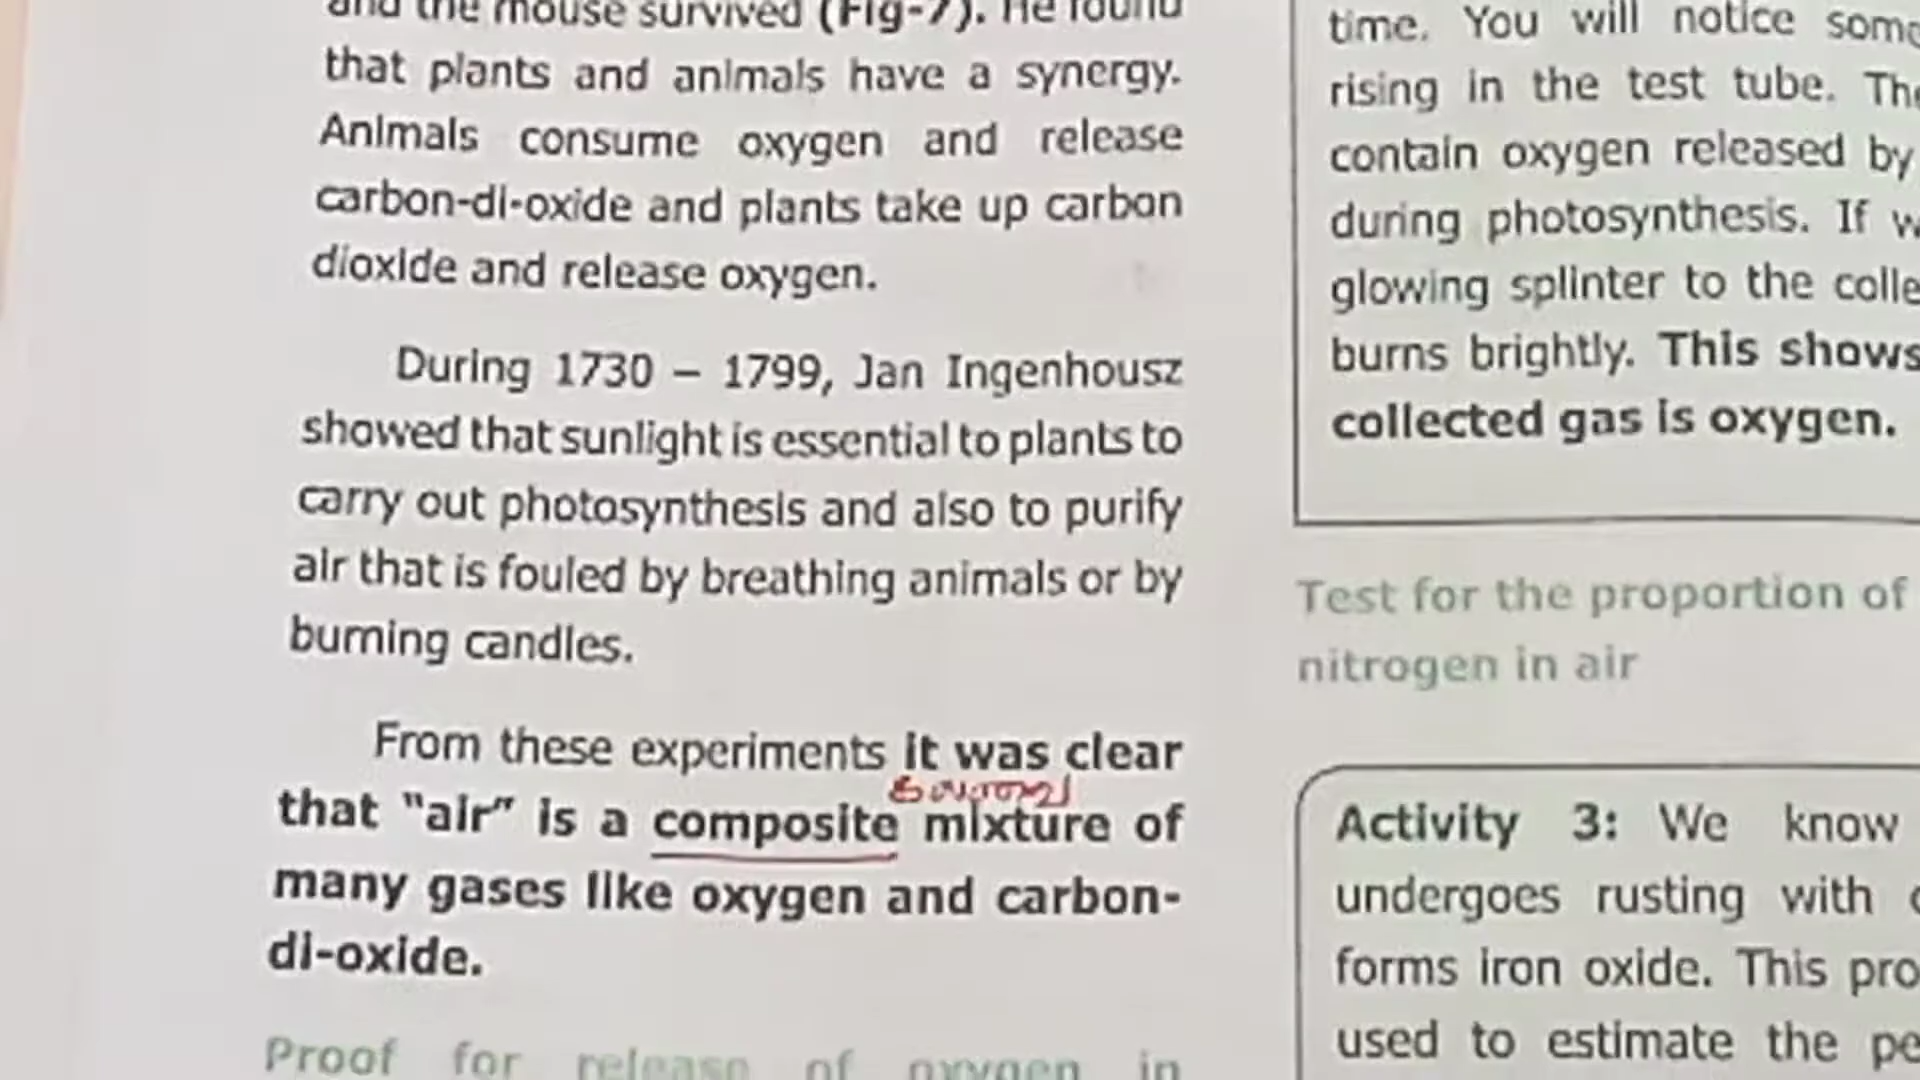 and the mouse survived (Fig-7). He found
that plants and animals have a synergy.
Animals consume oxygen and release
carbon-di-oxide and plants take up carbon
dioxide and release oxygen.
During 1730 – 1799, Jan Ingenhousz
showed that sunlight is essential to plants to
carry out photosynthesis and also to purify
air that is fouled by breathing animals or by
burning candles.
From these experiments it was clear
that "air" is a composite mixture of
many gases like oxygen and carbon-
di-oxide.
Proof for release of oxygen in
time. You will notice
rising in the test tube.
contain oxygen released by
during photosynthesis. If
glowing splinter to the
burns brightly. This shows
collected gas is oxygen.
Test for the proportion of
nitrogen in air
Activity 3: We know
undergoes rusting with
forms iron oxide. This
used to estimate the